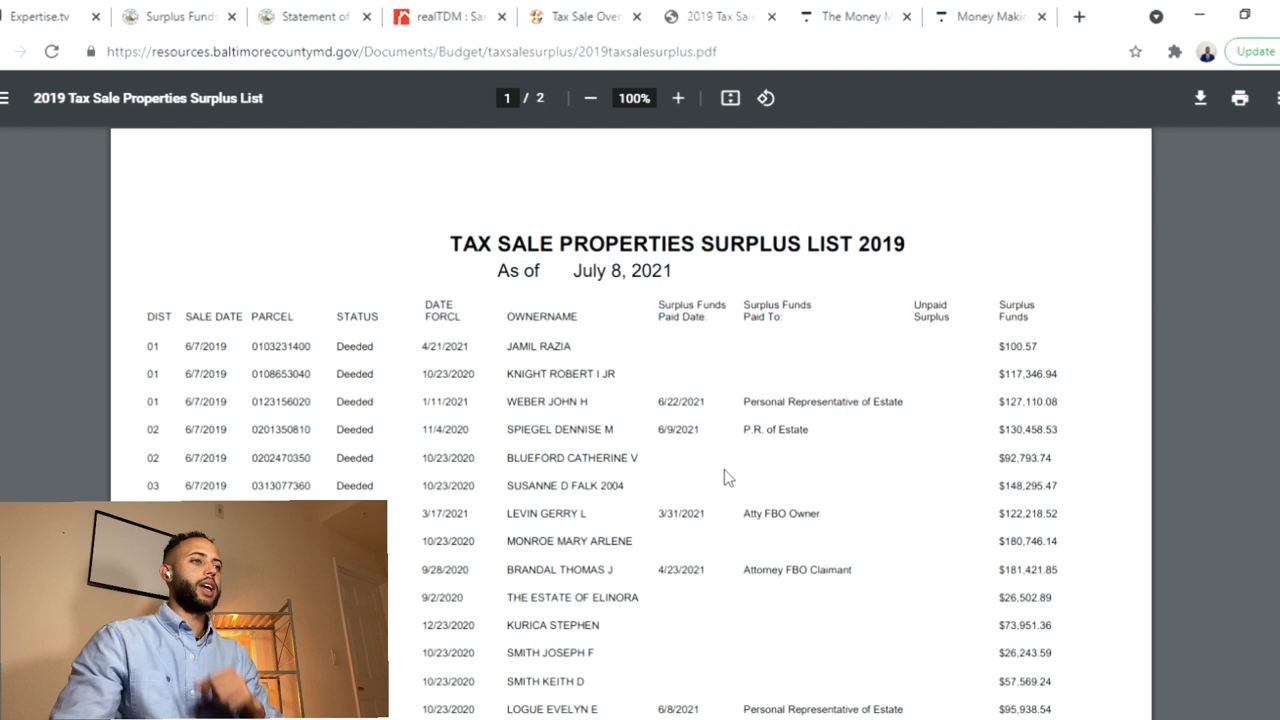 Expertise.tv
Surplus Fund
Statement of
realTDM : Sar
Tax Sale Over
2019 Tax Sal
The Money M
Money Makin
https://resources.baltimorecountymd.gov/Documents/Budget/taxsalesurplus/2019taxsalesurplus.pdf
Update
2019 Tax Sale Properties Surplus List
1 / 2
100%
TAX SALE PROPERTIES SURPLUS LIST 2019
As of July 8, 2021
DIST SALE DATE PARCEL STATUS DATE FORCL OWNERNAME Surplus Funds Paid Date: Surplus Funds Paid To: Unpaid Surplus Surplus Funds
01 6/7/2019 0103231400 Deeded 4/21/2021 JAMIL RAZIA $100.57
01 6/7/2019 0108653040 Deeded 10/23/2020 KNIGHT ROBERT I JR $117,346.94
01 6/7/2019 0123156020 Deeded 1/11/2021 WEBER JOHN H 6/22/2021 Personal Representative of Estate $127,110.08
02 6/7/2019 0201350810 Deeded 11/4/2020 SPIEGEL DENNISE M 6/9/2021 P.R. of Estate $130,458.53
02 6/7/2019 0202470350 Deeded 10/23/2020 BLUEFORD CATHERINE V $92,793.74
03 6/7/2019 0313077360 Deeded 10/23/2020 SUSANNE D FALK 2004 $148,295.47
3/17/2021 LEVIN GERRY L 3/31/2021 Atty FBO Owner $122,218.52
10/23/2020 MONROE MARY ARLENE $180,746.14
9/28/2020 BRANDAL THOMAS J 4/23/2021 Attorney FBO Claimant $181,421.85
9/2/2020 THE ESTATE OF ELINORA $26,502.89
12/23/2020 KURICA STEPHEN $73,951.36
10/23/2020 SMITH JOSEPH F $26,243.59
10/23/2020 SMITH KEITH D $57,569.24
10/23/2020 LOGUE EVELYN E 6/8/2021 Personal Representative of Estate $95,938.54